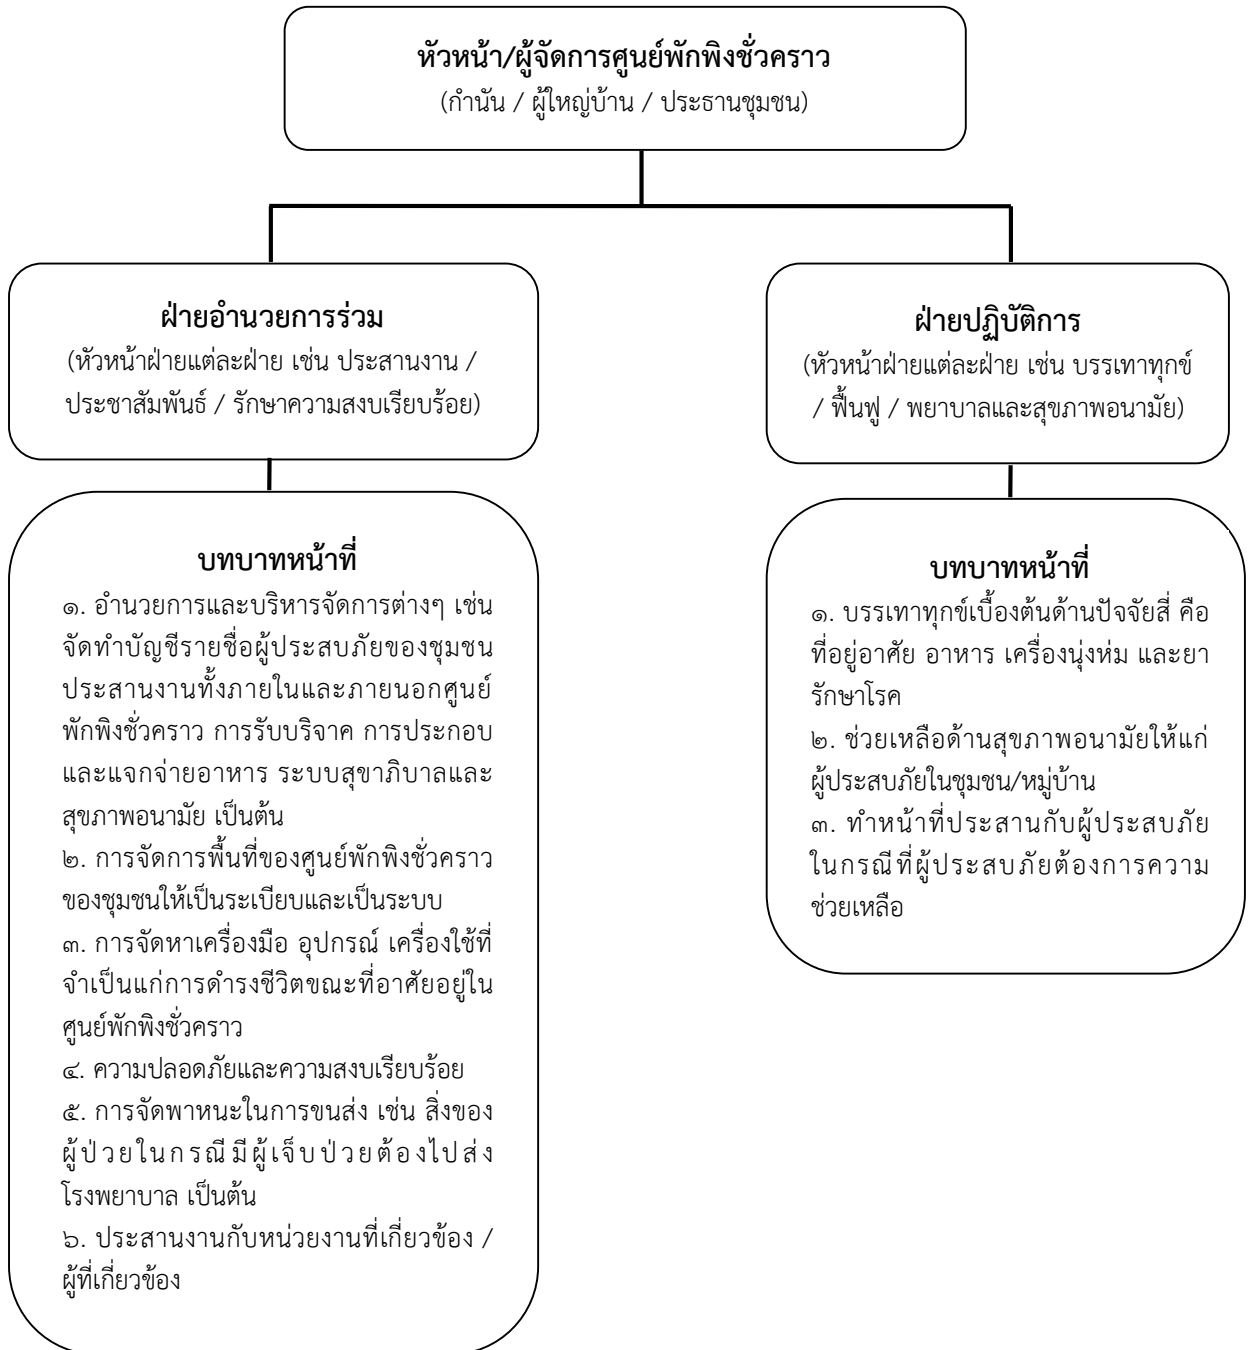 หัวหน้า/ผู้จัดการศูนย์พักพิงชั่วคราว
(กำนัน / ผู้ใหญ่บ้าน / ประธานชุมชน)
ฝ่ายอำนวยการร่วม
(หัวหน้าฝ่ายแต่ละฝ่าย เช่น ประสานงาน /
ประชาสัมพันธ์ / รักษาความสงบเรียบร้อย)
บทบาทหน้าที่
๑. อำนวยการและบริหารจัดการต่างๆ เช่น
จัดทำบัญชีรายชื่อผู้ประสบภัยของชุมชน
ประสานงานทั้งภายในและภายนอกศูนย์
พักพิงชั่วคราว การรับบริจาค การประกอบ
และแจกจ่ายอาหาร ระบบสุขาภิบาลและ
สุขภาพอนามัย เป็นต้น
๒. การจัดการพื้นที่ของศูนย์พักพิงชั่วคราว
ของชุมชนให้เป็นระเบียบและเป็นระบบ
๓. การจัดหาเครื่องมือ อุปกรณ์ เครื่องใช้ที่
จำเป็นแก่การดำรงชีวิตขณะที่อาศัยอยู่ใน
ศูนย์พักพิงชั่วคราว
๔. ความปลอดภัยและความสงบเรียบร้อย
๕. การจัดพาหนะในการขนส่ง เช่น สิ่งของ
ผู้ป่วยในกรณีมีผู้เจ็บป่วยต้องไปส่ง
โรงพยาบาล เป็นต้น
๖. ประสานงานกับหน่วยงานที่เกี่ยวข้อง /
ผู้ที่เกี่ยวข้อง
ฝ่ายปฏิบัติการ
(หัวหน้าฝ่ายแต่ละฝ่าย เช่น บรรเทาทุกข์
/ ฟื้นฟู / พยาบาลและสุขภาพอนามัย)
บทบาทหน้าที่
๑. บรรเทาทุกข์เบื้องต้นด้านปัจจัยสี่ คือ
ที่อยู่อาศัย อาหาร เครื่องนุ่งห่ม และยา
รักษาโรค
๒. ช่วยเหลือด้านสุขภาพอนามัยให้แก่
ผู้ประสบภัยในชุมชน/หมู่บ้าน
๓. ทำหน้าที่ประสานกับผู้ประสบภัย
ในกรณีที่ผู้ประสบภัยต้องการความ
ช่วยเหลือ